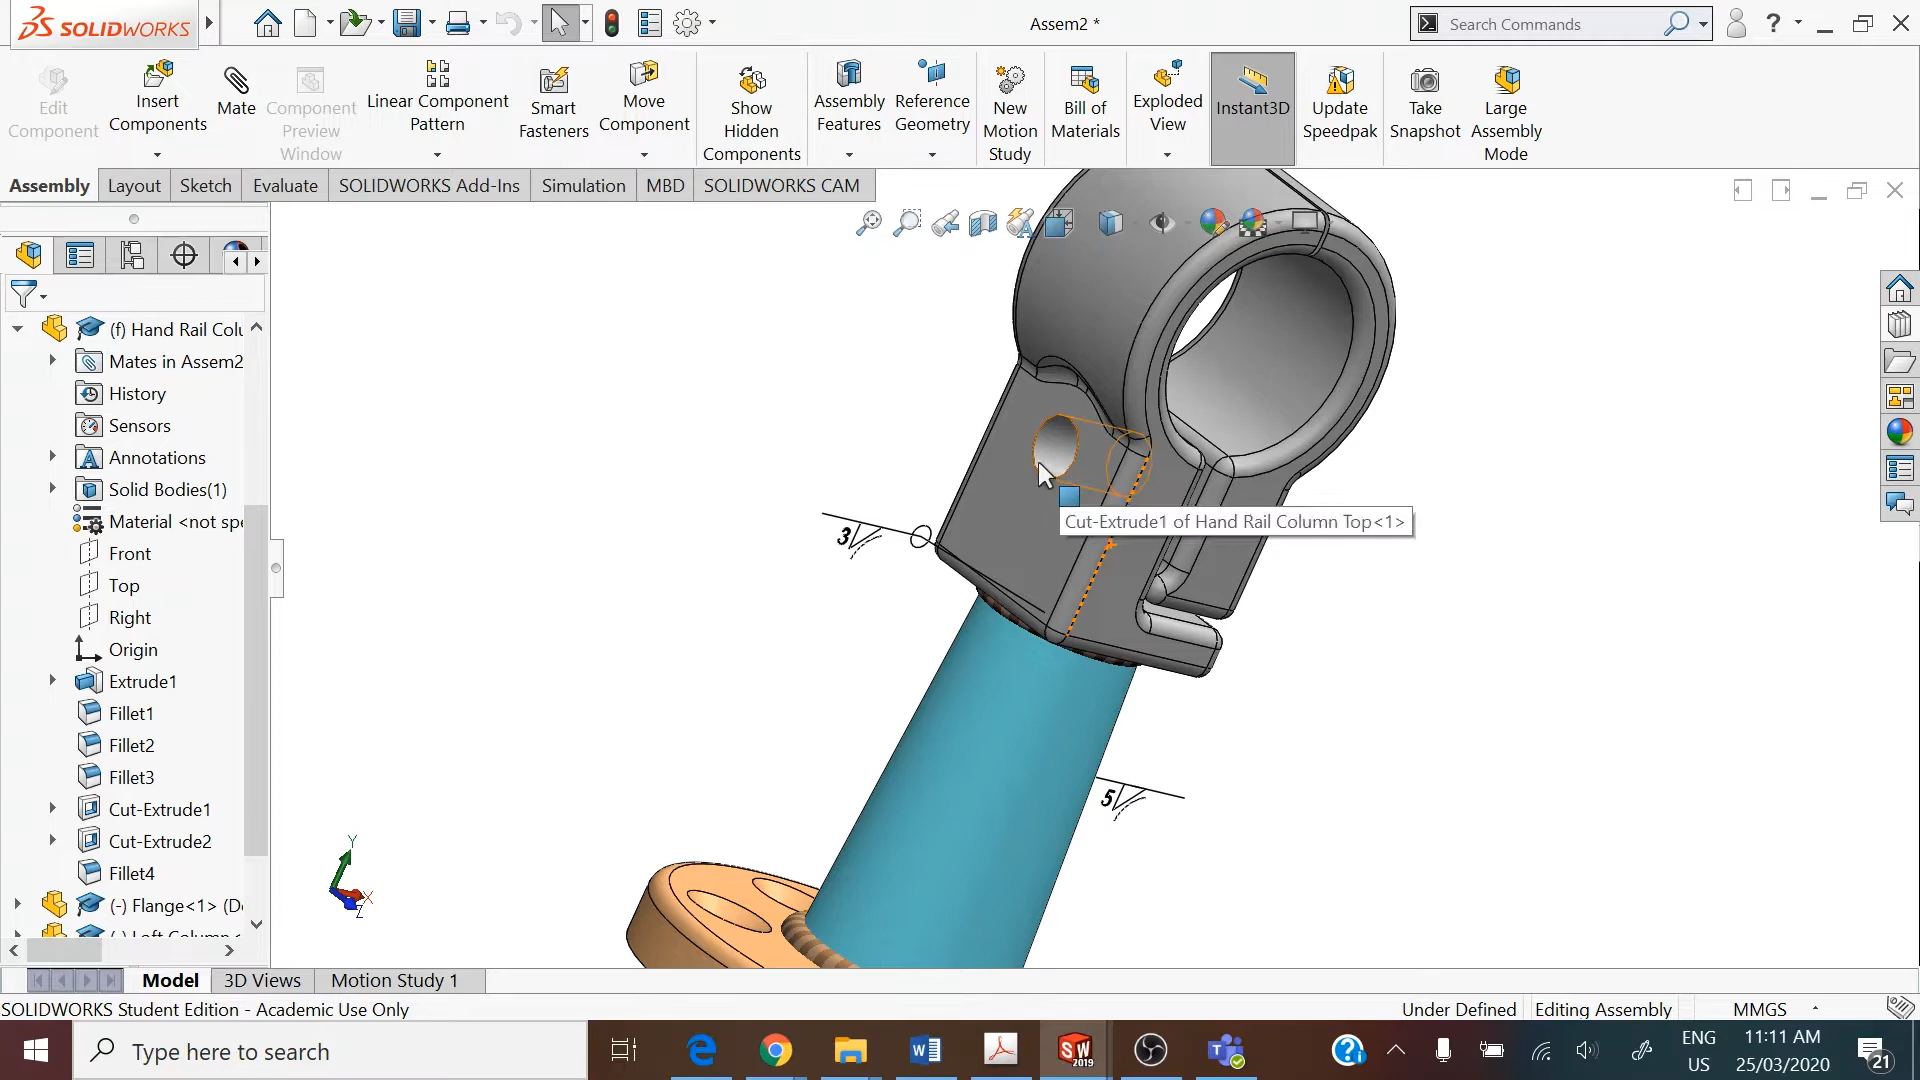 SOLIDWORKS
Assem2 *
Search Commands
?
Edit Component
Insert Components
Mate
Component Preview Window
Linear Component Pattern
Smart Fasteners
Move Component
Show Hidden Components
Assembly Features
Reference Geometry
New Motion Study
Bill of Materials
Exploded View
Instant3D
Update Speedpak
Take Snapshot
Large Assembly Mode
Assembly
Layout
Sketch
Evaluate
SOLIDWORKS Add-Ins
Simulation
MBD
SOLIDWORKS CAM
(f) Hand Rail Colu
Mates in Assem2
History
Sensors
Annotations
Solid Bodies(1)
Material <not spe
Front
Top
Right
Origin
Extrude1
Fillet1
Fillet2
Fillet3
Cut-Extrude1
Cut-Extrude2
Fillet4
(-) Flange<1> (De
3
Cut-Extrude1 of Hand Rail Column Top<1>
5
Y
X
Z
Model
3D Views
Motion Study 1
SOLIDWORKS Student Edition - Academic Use Only
Under Defined
Editing Assembly
MMGS
Type here to search
SW 2019
ENG
US
11:11 AM
25/03/2020
21